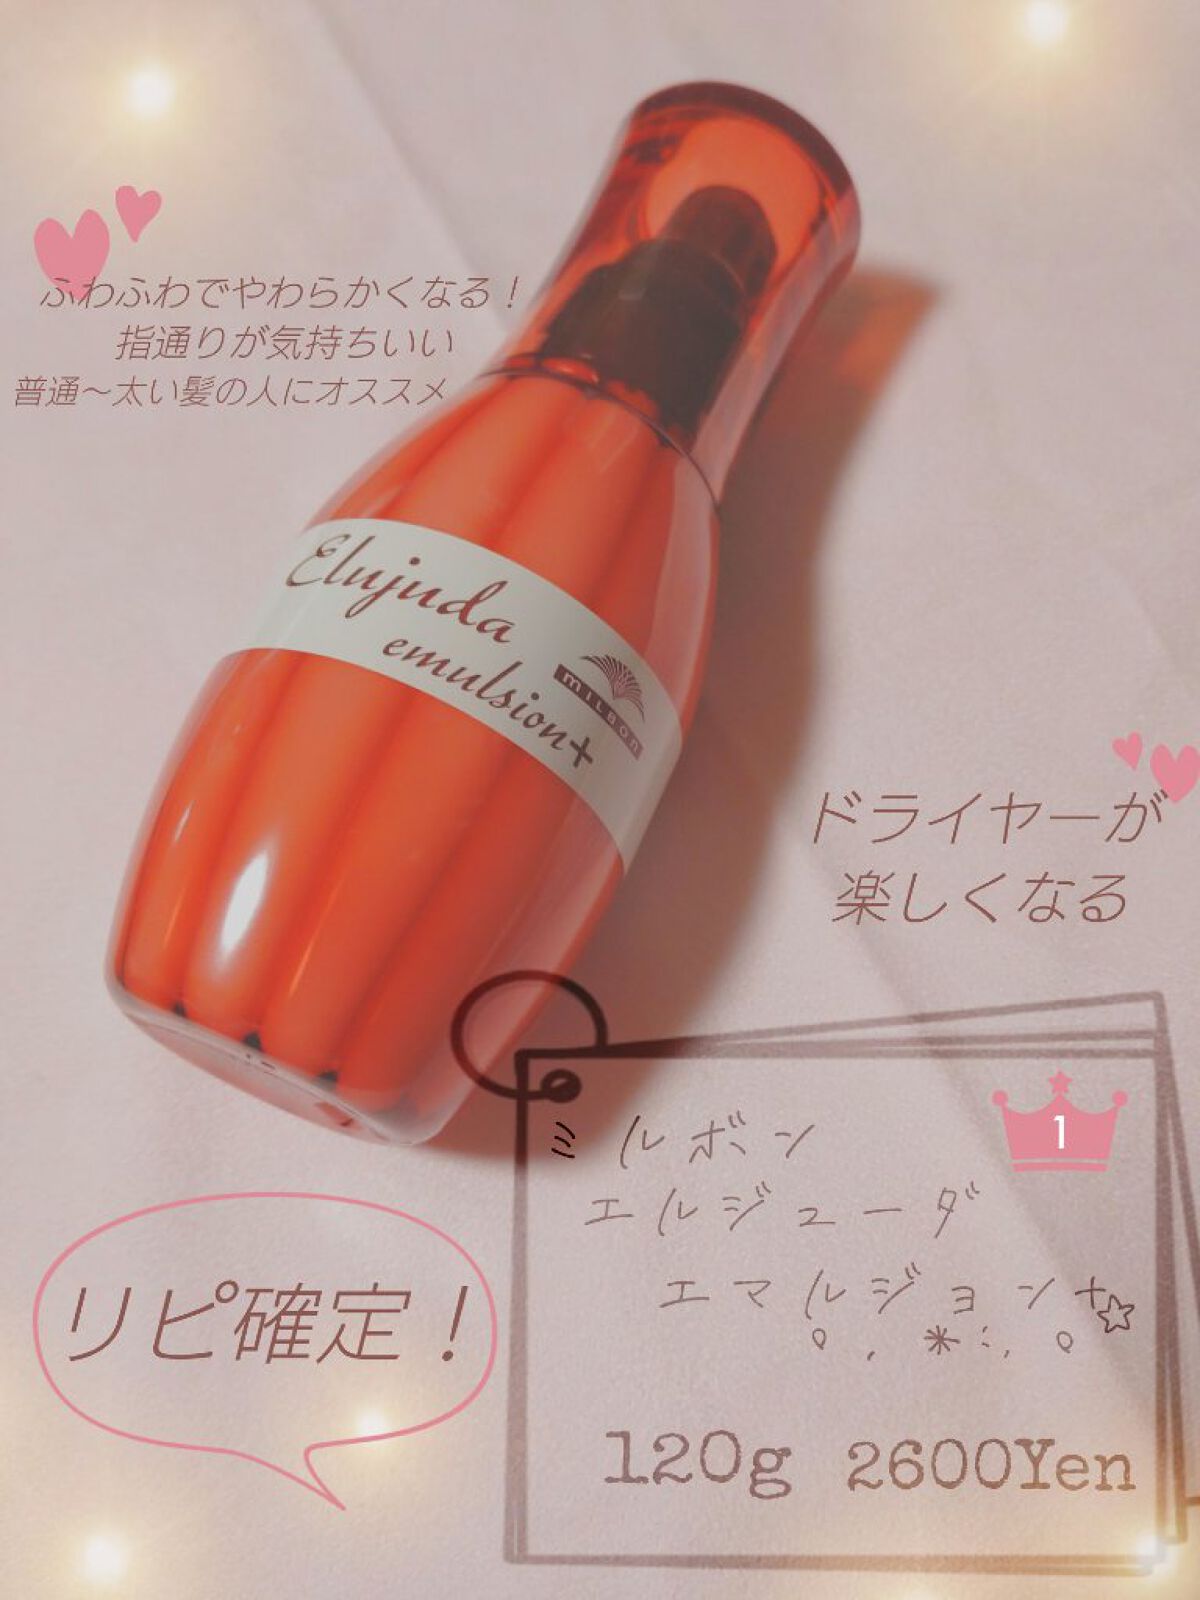 ふわふわでやわらかくなる！
指通りが気持ちいい
普通～太い髪の人にオススメ
Elujuda
emulsion+
MILBON
ドライヤーが
楽しくなる
1
ミルボン
エルジューダ
エマルジョン+
リピ確定！
120g 2600Yen